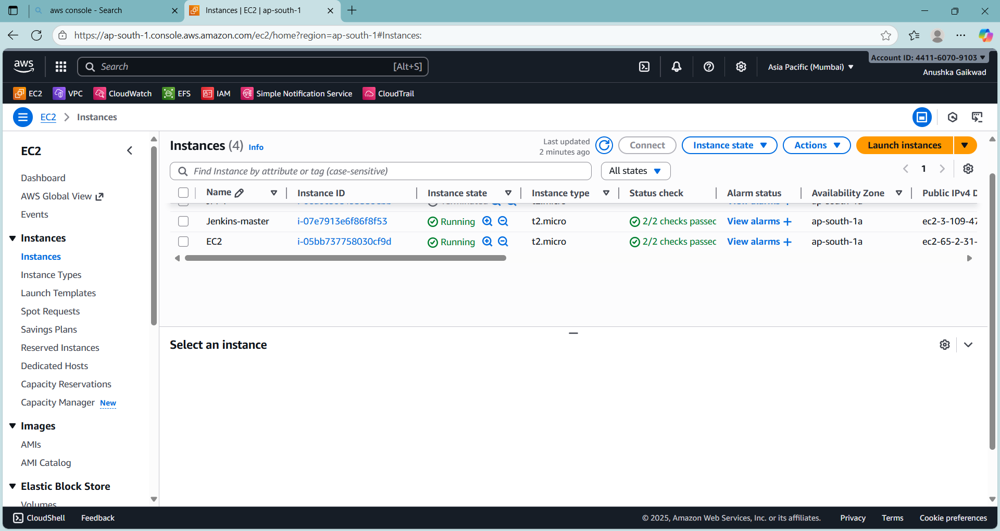 aws console - Search
Instances | EC2 | ap-south-1
https://ap-south-1.console.aws.amazon.com/ec2/home?region=ap-south-1#Instances:
aws
Search
[Alt+S]
Asia Pacific (Mumbai)
Account ID: 4411-6070-9103
Anushka Gaikwad
EC2
VPC
CloudWatch
EFS
IAM
Simple Notification Service
CloudTrail
EC2
Instances
EC2
Dashboard
AWS Global View
Events
Instances
Instances
Instance Types
Launch Templates
Spot Requests
Savings Plans
Reserved Instances
Dedicated Hosts
Capacity Reservations
Capacity Manager New
Images
AMIs
AMI Catalog
Elastic Block Store
Volumes
Instances (4) Info
Last updated
2 minutes ago
Connect
Instance state
Actions
Launch instances
Find Instance by attribute or tag (case-sensitive)
All states
1
Name Instance ID Instance state Instance type Status check Alarm status Availability Zone Public IPv4 D
Terminated t2.micro View alarms + ap-south-1a
Jenkins-master i-07e7913e6f86f8f53 Running t2.micro 2/2 checks passec View alarms + ap-south-1a ec2-3-109-47
EC2 i-05bb737758030cf9d Running t2.micro 2/2 checks passec View alarms + ap-south-1a ec2-65-2-31-
Select an instance
CloudShell
Feedback
© 2025, Amazon Web Services, Inc. or its affiliates.
Privacy
Terms
Cookie preferences